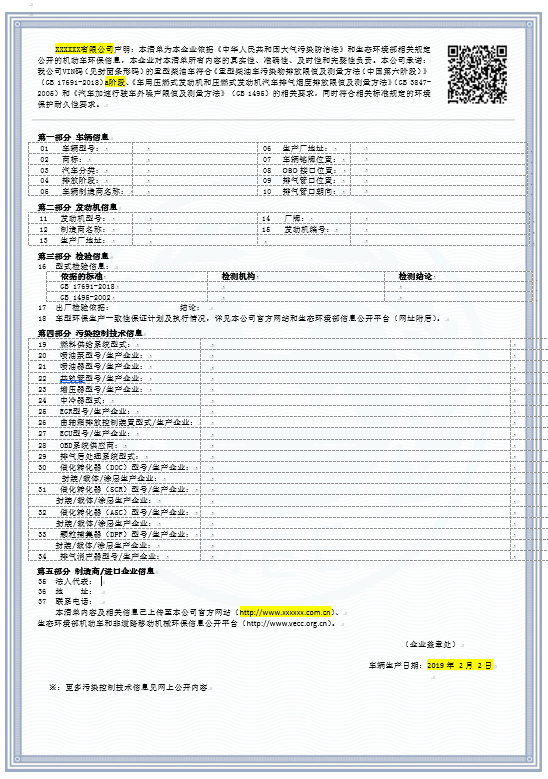 XXXXXX有限公司声明：本清单为本企业依据《中华人民共和国大气污染防治法》和生态环境部相关规定
公开的机动车环保信息，本企业对本清单所有内容的真实性、准确性、及时性和完整性负责。本公司承诺：
我公司VIN码（见封面条形码）的重型柴油车符合《重型柴油车污染物排放限值及测量方法（中国第六阶段）》
（GB 17691-2018）a阶段、《车用压燃式发动机和压燃式发动机汽车排气烟度排放限值及测量方法》（GB 3847-
2005）和《汽车加速行驶车外噪声限值及测量方法》（GB 1495）的相关要求，同时符合相关标准规定的环境
保护耐久性要求。
第一部分 车辆信息
01 车辆型号： 06 生产厂地址：
02 商标： 07 车辆铭牌位置：
03 汽车分类： 08 OBD 接口位置：
04 排放阶段： 09 排气管口位置：
05 车辆制造商名称： 10 排气管口朝向：
第二部分 发动机信息
11 发动机型号： 14 厂牌：
12 制造商名称： 15 发动机编号：
13 生产厂地址：
第三部分 检验信息
16 型式检验信息：
依据的标准 检测机构 检测结论
GB 17691-2018
GB 1495-2002
17 出厂检验依据： 结论：
18 车型环保生产一致性保证计划及执行情况，详见本公司官方网站和生态环境部信息公开平台（网址附后）。
第四部分 污染控制技术信息
19 燃料供给系统型式：
20 喷油泵型号/生产企业：
21 喷油器型号/生产企业：
22 共轨管型号/生产企业：
23 增压器型号/生产企业：
24 中冷器型式：
25 EGR型号/生产企业：
26 曲轴箱排放控制装置型式/生产企业：
27 ECU型号/生产企业：
28 OBD系统供应商：
29 排气后处理系统型式：
30 催化转化器（DOC）型号/生产企业：
封装/载体/涂层生产企业：
31 催化转化器（SCR）型号/生产企业：
封装/载体/涂层生产企业：
32 催化转化器（ASC）型号/生产企业：
封装/载体/涂层生产企业：
33 颗粒捕集器（DPF）型号/生产企业：
封装/载体/涂层生产企业：
34 排气消声器型号/生产企业：
第五部分 制造商/进口企业信息
35 法人代表：
36 地 址：
37 联系电话：
本清单内容及相关信息已上传至本公司官方网站（http://www.xxxxxx.com.cn）、
生态环境部机动车和非道路移动机械环保信息公开平台（http://www.vecc.org.cn）。
（企业签章处）
车辆生产日期：2019 年 2 月 2 日
※：更多污染控制技术信息见网上公开内容